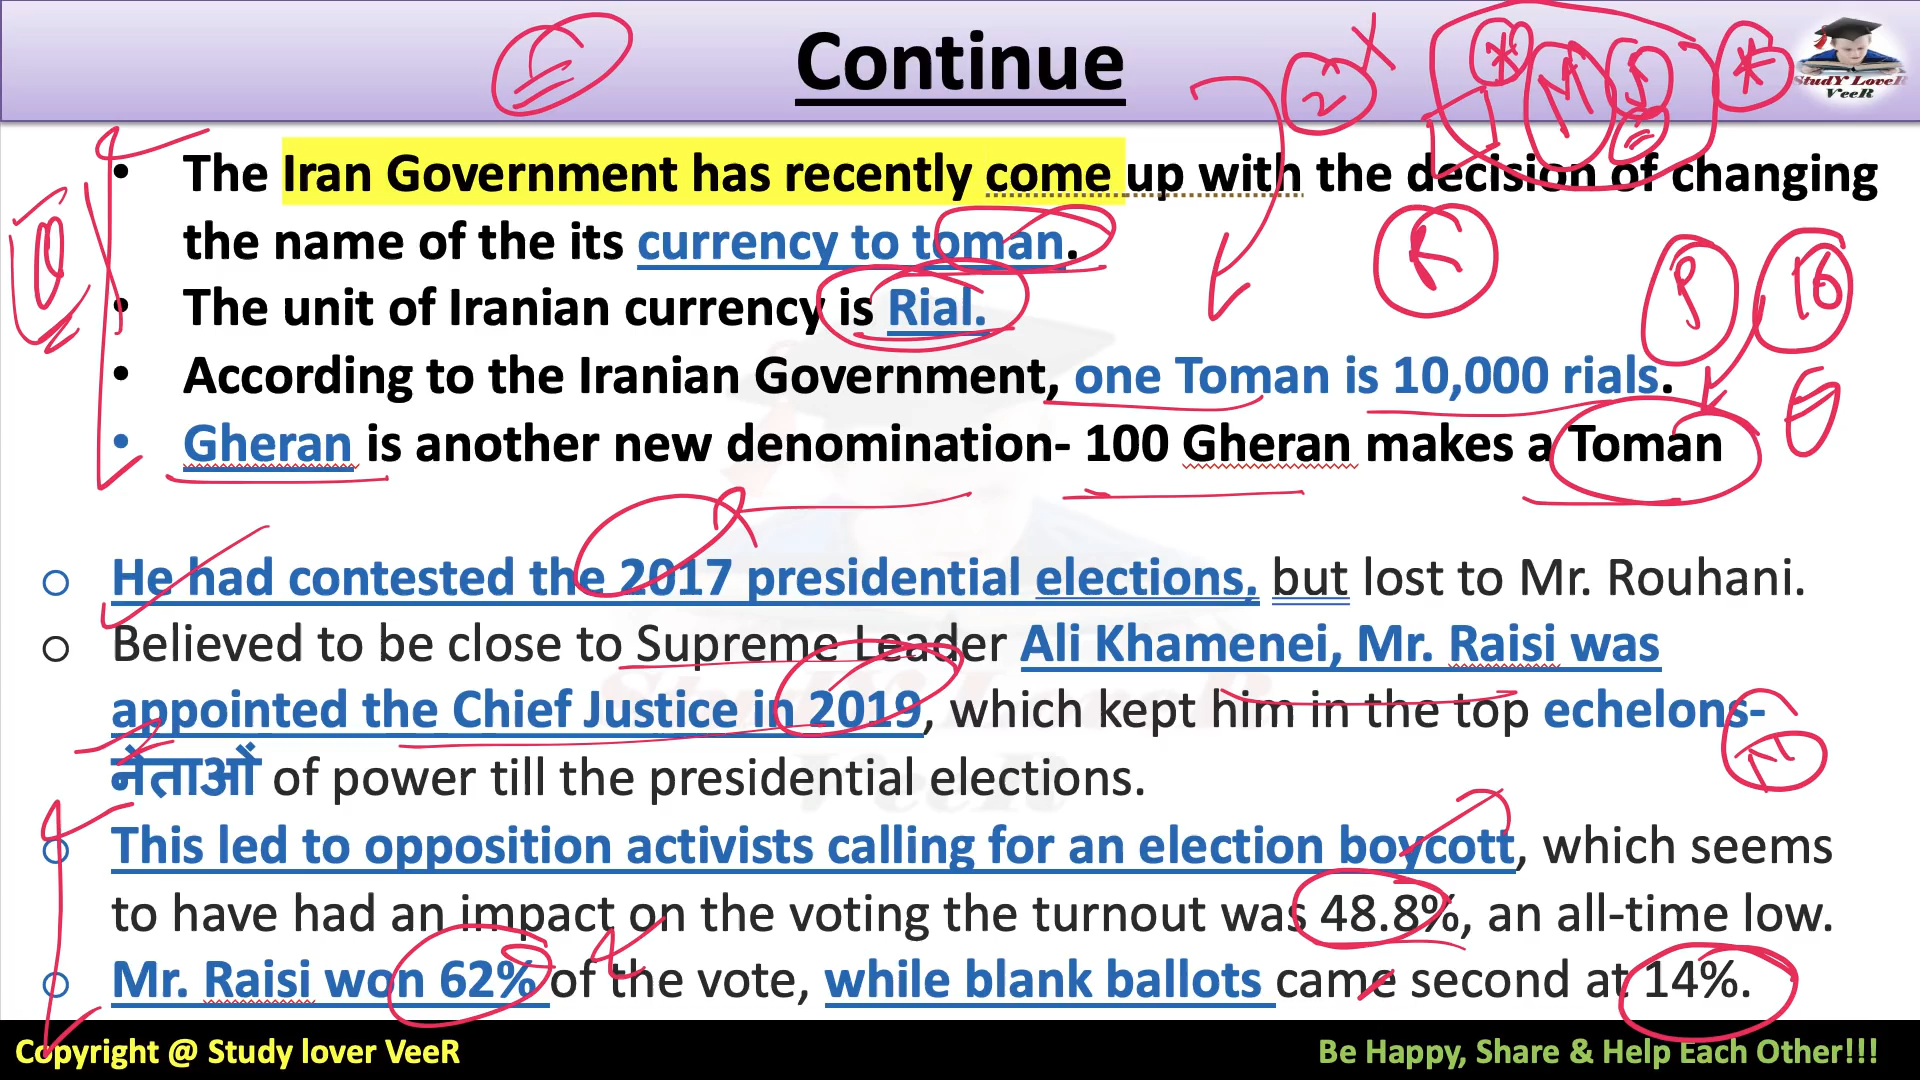 Continue
StudY LoveR
VeeR
2
I M S
• The Iran Government has recently come up with the decision of changing
the name of the its currency to toman.
R
• The unit of Iranian currency is Rial.
16
• According to the Iranian Government, one Toman is 10,000 rials.
• Gheran is another new denomination- 100 Gheran makes a Toman
○ He had contested the 2017 presidential elections, but lost to Mr. Rouhani.
○ Believed to be close to Supreme Leader Ali Khamenei, Mr. Raisi was
appointed the Chief Justice in 2019, which kept him in the top echelons-
नेताओं of power till the presidential elections.
○ This led to opposition activists calling for an election boycott, which seems
to have had an impact on the voting the turnout was 48.8%, an all-time low.
○ Mr. Raisi won 62% of the vote, while blank ballots came second at 14%.
Copyright @ Study lover VeeR
Be Happy, Share & Help Each Other!!!